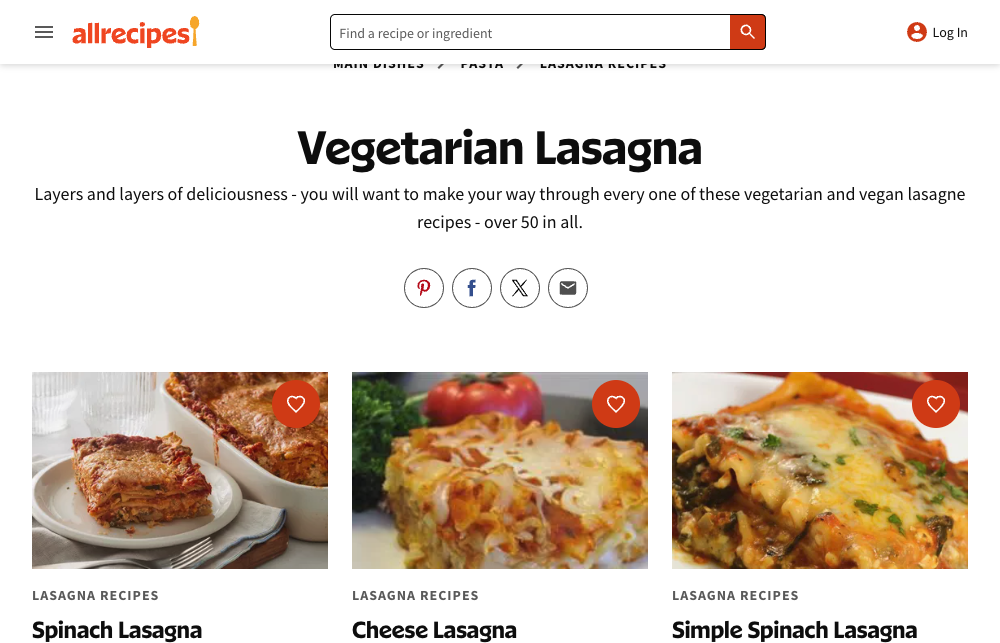 allrecipes
Find a recipe or ingredient
Log In
MAIN DISHES > PASTA > LASAGNA RECIPES
Vegetarian Lasagna
Layers and layers of deliciousness - you will want to make your way through every one of these vegetarian and vegan lasagne
recipes - over 50 in all.
LASAGNA RECIPES
Spinach Lasagna
LASAGNA RECIPES
Cheese Lasagna
LASAGNA RECIPES
Simple Spinach Lasagna